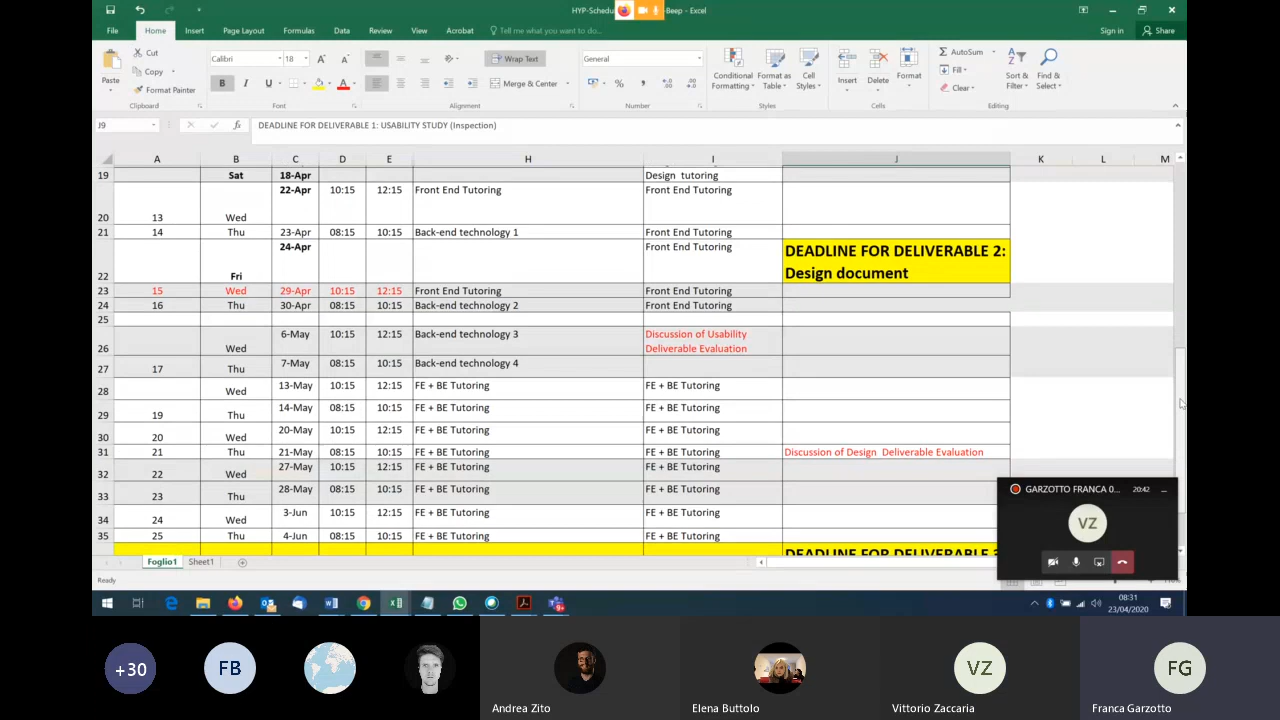 HYP-Schedu
Beep - Excel
File Home Insert Page Layout Formulas Data Review View Acrobat Tell me what you want to do... Sign in Share
Paste
Cut
Copy
Format Painter
Calibri 18
B I U
Wrap Text
Merge & Center
General
Conditional Formatting
Format as Table
Cell Styles
Insert Delete Format
AutoSum
Fill
Clear
Sort & Filter
Find & Select
Clipboard Font Alignment Number Styles Cells Editing
J9 fx DEADLINE FOR DELIVERABLE 1: USABILITY STUDY (Inspection)
A B C D E H I J K L M
19 Sat 18-Apr Design tutoring
20 13 Wed 22-Apr 10:15 12:15 Front End Tutoring Front End Tutoring
21 14 Thu 23-Apr 08:15 10:15 Back-end technology 1 Front End Tutoring
22 Fri 24-Apr Front End Tutoring DEADLINE FOR DELIVERABLE 2:
Design document
23 15 Wed 29-Apr 10:15 12:15 Front End Tutoring Front End Tutoring
24 16 Thu 30-Apr 08:15 10:15 Back-end technology 2 Front End Tutoring
25
26 Wed 6-May 10:15 12:15 Back-end technology 3 Discussion of Usability
Deliverable Evaluation
27 17 Thu 7-May 08:15 10:15 Back-end technology 4
28 Wed 13-May 10:15 12:15 FE + BE Tutoring FE + BE Tutoring
29 19 Thu 14-May 08:15 10:15 FE + BE Tutoring FE + BE Tutoring
30 20 Wed 20-May 10:15 12:15 FE + BE Tutoring FE + BE Tutoring
31 21 Thu 21-May 08:15 10:15 FE + BE Tutoring FE + BE Tutoring Discussion of Design Deliverable Evaluation
32 22 Wed 27-May 10:15 12:15 FE + BE Tutoring FE + BE Tutoring
33 23 Thu 28-May 08:15 10:15 FE + BE Tutoring FE + BE Tutoring
34 24 Wed 3-Jun 10:15 12:15 FE + BE Tutoring FE + BE Tutoring
35 25 Thu 4-Jun 08:15 10:15 FE + BE Tutoring FE + BE Tutoring
DEADLINE FOR DELIVERABLE
GARZOTTO FRANCA 0... 20:42
VZ
Foglio1 Sheet1
Ready
08:31
23/04/2020
+30 FB VZ FG
Andrea Zito Elena Buttolo Vittorio Zaccaria Franca Garzotto